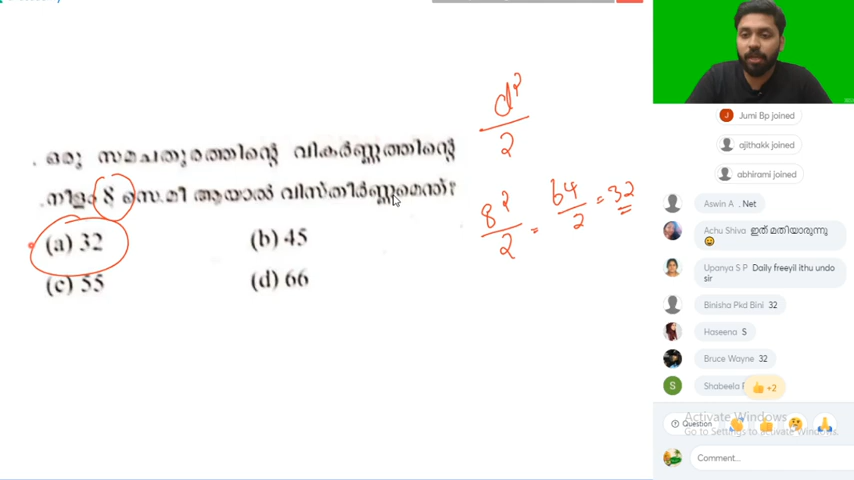 ഒരു സമചതുരത്തിന്റെ വികർണ്ണത്തിന്റെ
നീളം 8 സെ.മീ ആയാൽ വിസ്തീർണ്ണമെന്ത്?
(a) 32
(b) 45
(c) 55
(d) 66
d²
2
8²/2 = 64/2 = 32
J
Jumi Bp joined
ajithakk joined
abhirami joined
Aswin A . Net
Achu Shiva ഇത് മതിയാരുന്നു
Upanya S P Daily freeyil ithu undo
sir
Binisha Pkd Bini 32
Haseena S
Bruce Wayne 32
S
Shabeela
+2
Activate Windows
Go to Settings to activate Windows.
Question
Comment...